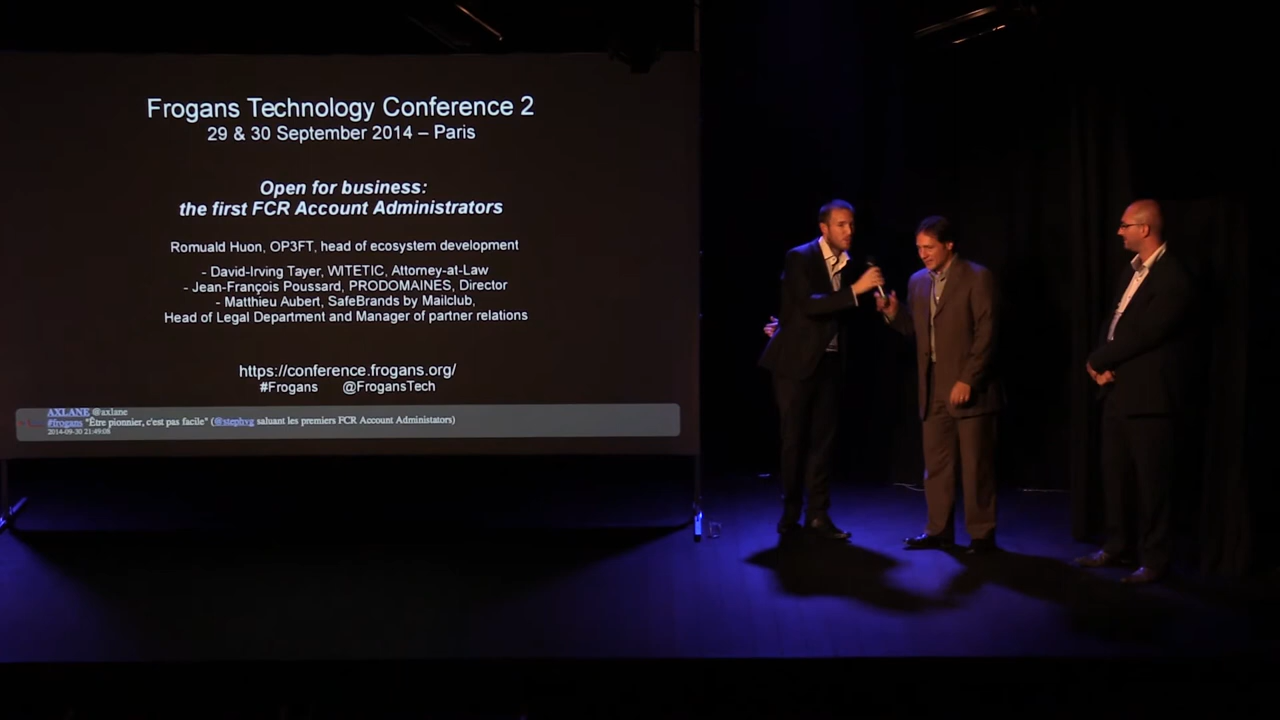 Frogans Technology Conference 2
29 & 30 September 2014 – Paris
Open for business:
the first FCR Account Administrators
Romuald Huon, OP3FT, head of ecosystem development
- David-Irving Tayer, WITETIC, Attorney-at-Law
- Jean-François Poussard, PRODOMAINES, Director
- Matthieu Aubert, SafeBrands by Mailclub,
Head of Legal Department and Manager of partner relations
https://conference.frogans.org/
#Frogans @FrogansTech
AXLANE @axlane
#frogans "Être pionnier, c'est pas facile" (@stephvg saluant les premiers FCR Account Administators)
2014-09-30 21:49:08